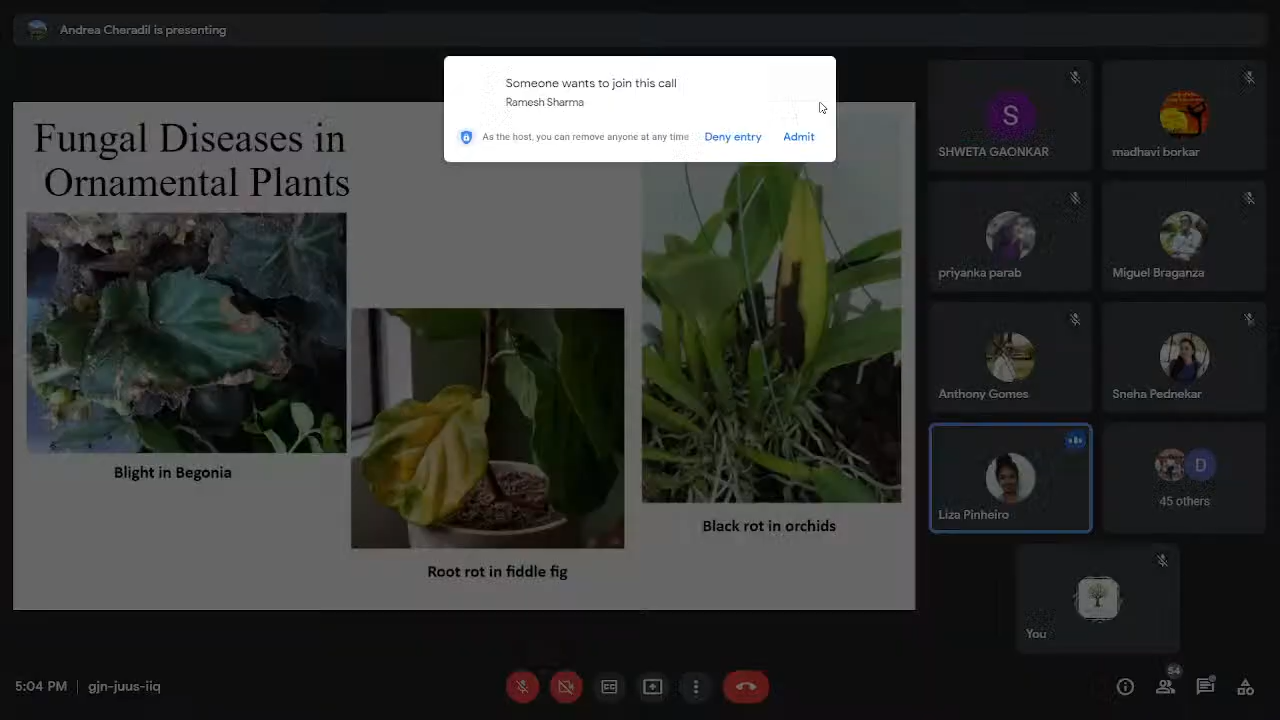 Andrea Cheradil is presenting
Someone wants to join this call
Ramesh Sharma
As the host, you can remove anyone at any time
Deny entry
Admit
Fungal Diseases in
Ornamental Plants
Blight in Begonia
Root rot in fiddle fig
Black rot in orchids
S
SHWETA GAONKAR
madhavi borkar
priyanka parab
Miguel Braganza
Anthony Gomes
Sneha Pednekar
Liza Pinheiro
D
45 others
You
5:04 PM
gjn-juus-iiq
CC
54